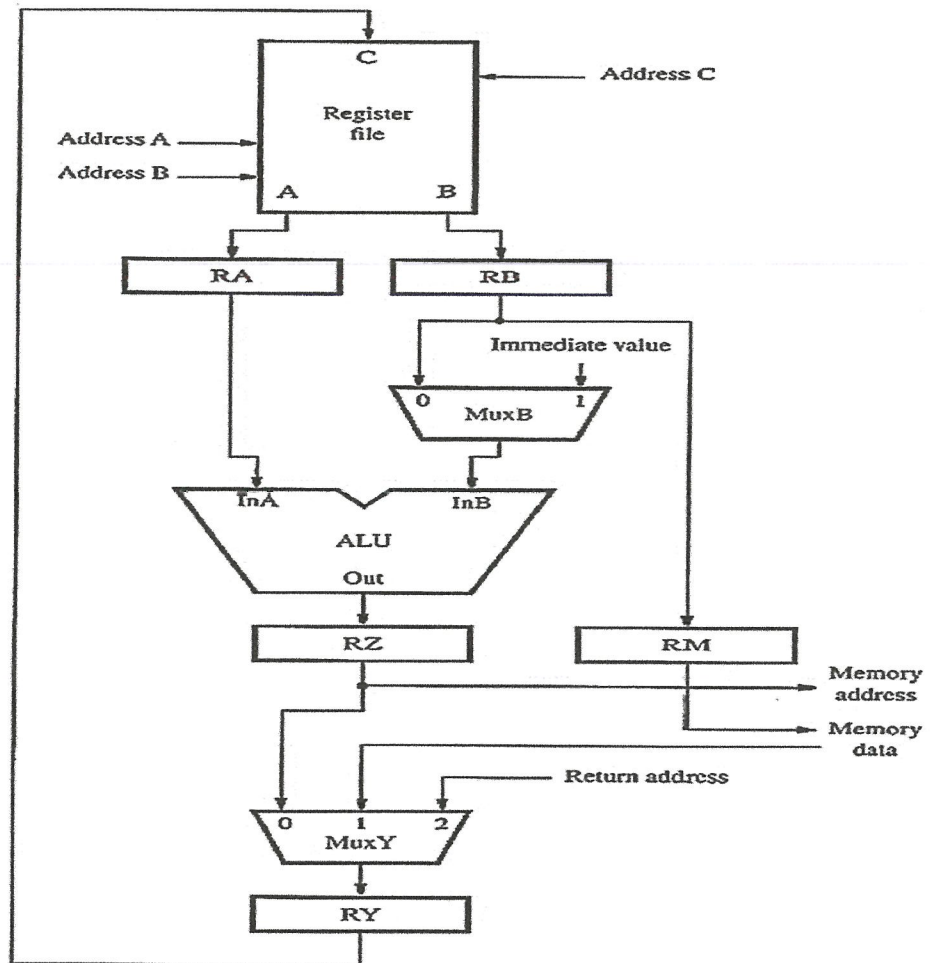 C
Address C
Register
file
Address A
Address B
A
B
RA
RB
Immediate value
0
1
MuxB
InA
InB
ALU
Out
RZ
RM
Memory
address
Memory
data
Return address
0
1
2
MuxY
RY